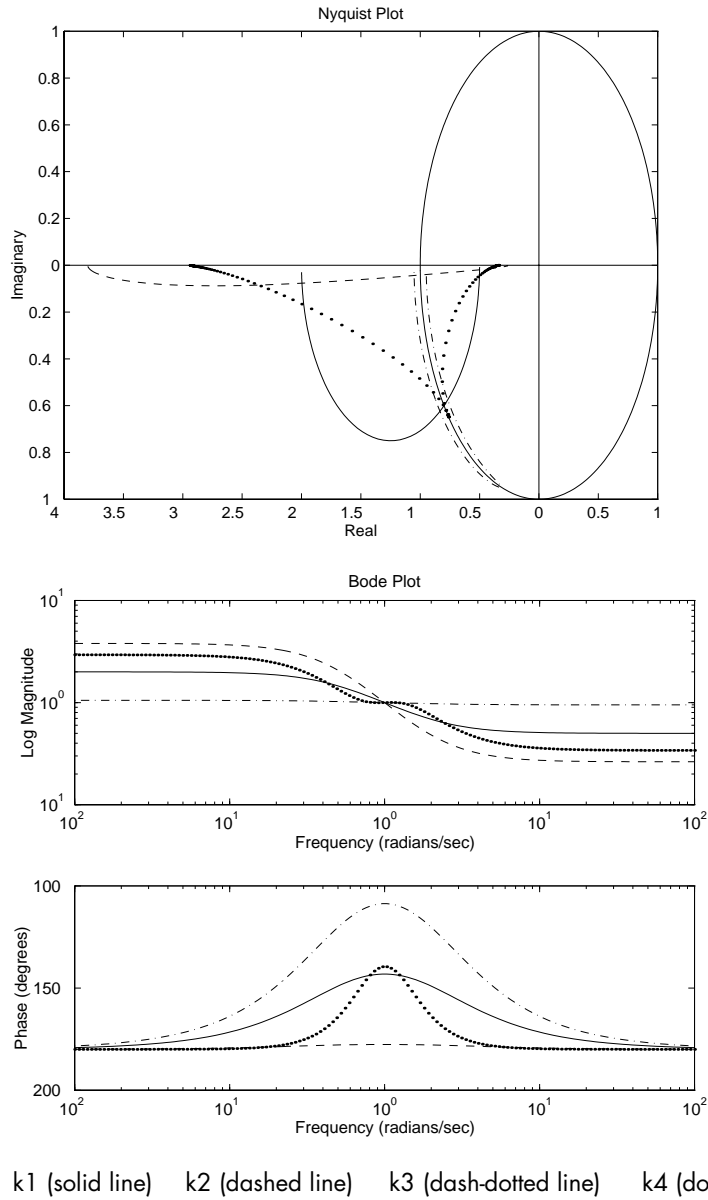 Nyquist Plot
1
0.8
0.6
0.4
0.2
0
0.2
0.4
0.6
0.8
1
Imaginary
4 3.5 3 2.5 2 1.5 1 0.5 0 0.5 1
Real
Bode Plot
10^1
10^0
10^1
Log Magnitude
10^2 10^1 10^0 10^1 10^2
Frequency (radians/sec)
100
150
200
Phase (degrees)
10^2 10^1 10^0 10^1 10^2
Frequency (radians/sec)
k1 (solid line) k2 (dashed line) k3 (dash-dotted line) k4 (do